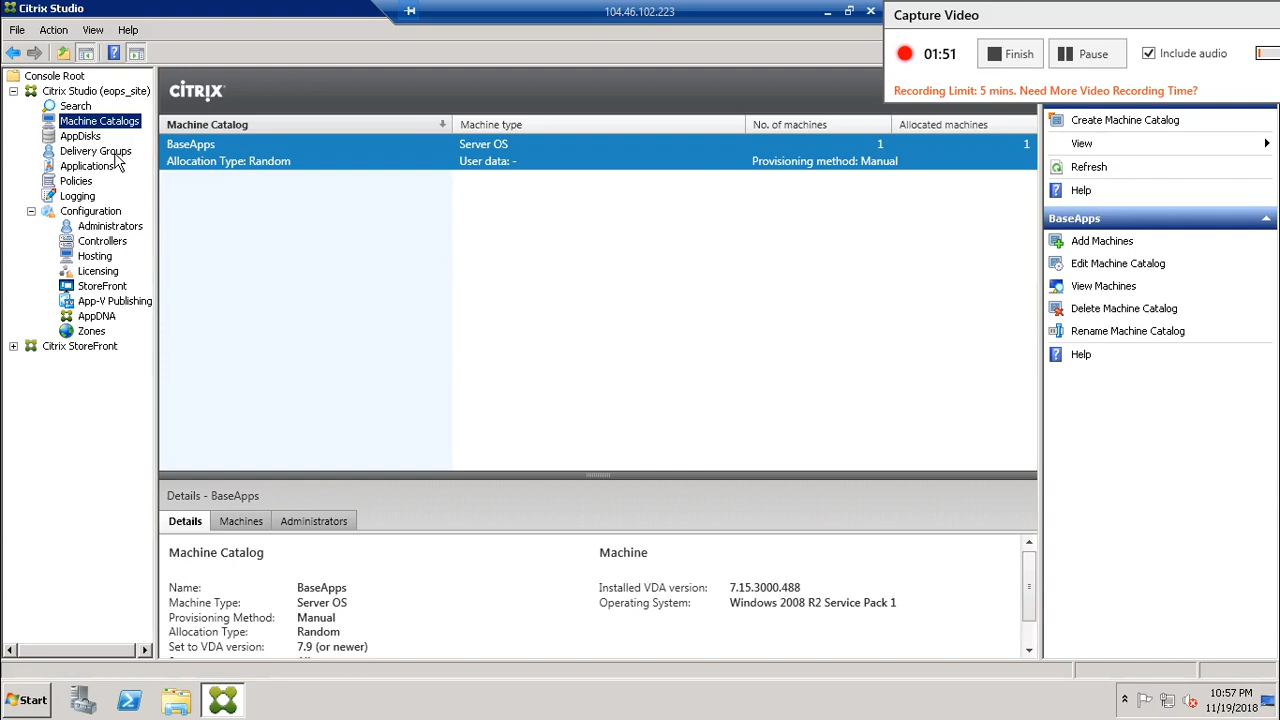 Citrix Studio
104.46.102.223
File Action View Help
Capture Video
01:51 Finish Pause Include audio
Recording Limit: 5 mins. Need More Video Recording Time?
Console Root
Citrix Studio (eops_site)
Search
Machine Catalogs
AppDisks
Delivery Groups
Applications
Policies
Logging
Configuration
Administrators
Controllers
Hosting
Licensing
StoreFront
App-V Publishing
AppDNA
Zones
Citrix StoreFront
CITRIX
Machine Catalog Machine type No. of machines Allocated machines
BaseApps Server OS 1 1
Allocation Type: Random User data: - Provisioning method: Manual
Details - BaseApps
Details Machines Administrators
Machine Catalog Machine
Name: BaseApps Installed VDA version: 7.15.3000.488
Machine Type: Server OS Operating System: Windows 2008 R2 Service Pack 1
Provisioning Method: Manual
Allocation Type: Random
Set to VDA version: 7.9 (or newer)
Create Machine Catalog
View
Refresh
Help
BaseApps
Add Machines
Edit Machine Catalog
View Machines
Delete Machine Catalog
Rename Machine Catalog
Help
Start
10:57 PM
11/19/2018